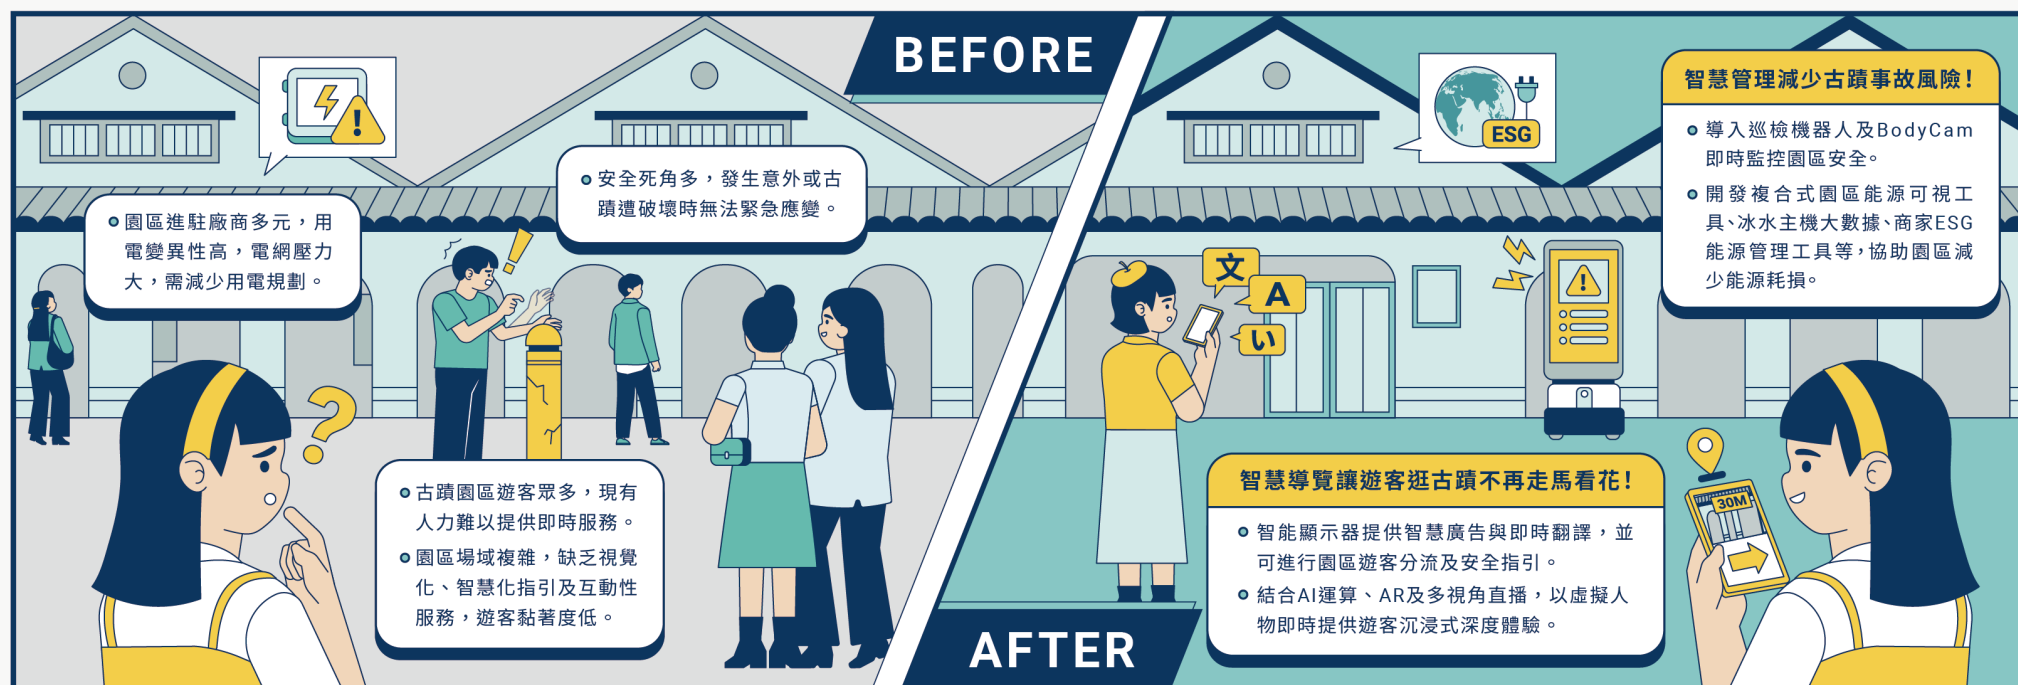 BEFORE
園區進駐廠商多元，用
電變異性高，電網壓力
大，需減少用電規劃。
安全死角多，發生意外或古
蹟遭破壞時無法緊急應變。
!
!
?
古蹟園區遊客眾多，現有
人力難以提供即時服務。
園區場域複雜，缺乏視覺
化、智慧化指引及互動性
服務，遊客黏著度低。
AFTER
ESG
智慧管理減少古蹟事故風險！
導入巡檢機器人及BodyCam
即時監控園區安全。
開發複合式園區能源可視工
具、冰水主機大數據、商家ESG
能源管理工具等，協助園區減
少能源耗損。
文
A
い
!
智慧導覽讓遊客逛古蹟不再走馬看花！
智能顯示器提供智慧廣告與即時翻譯，並
可進行園區遊客分流及安全指引。
結合AI運算、AR及多視角直播，以虛擬人
物即時提供遊客沉浸式深度體驗。
30M